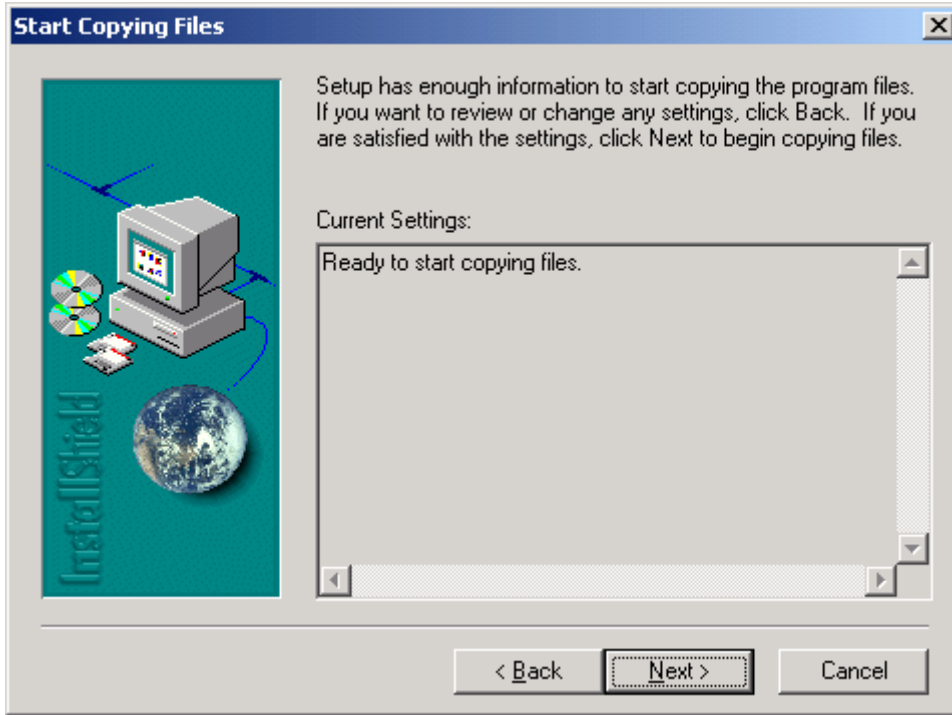 Start Copying Files
Setup has enough information to start copying the program files.
If you want to review or change any settings, click Back.  If you
are satisfied with the settings, click Next to begin copying files.
Current Settings:
Ready to start copying files.
InstallShield
< Back
Next >
Cancel